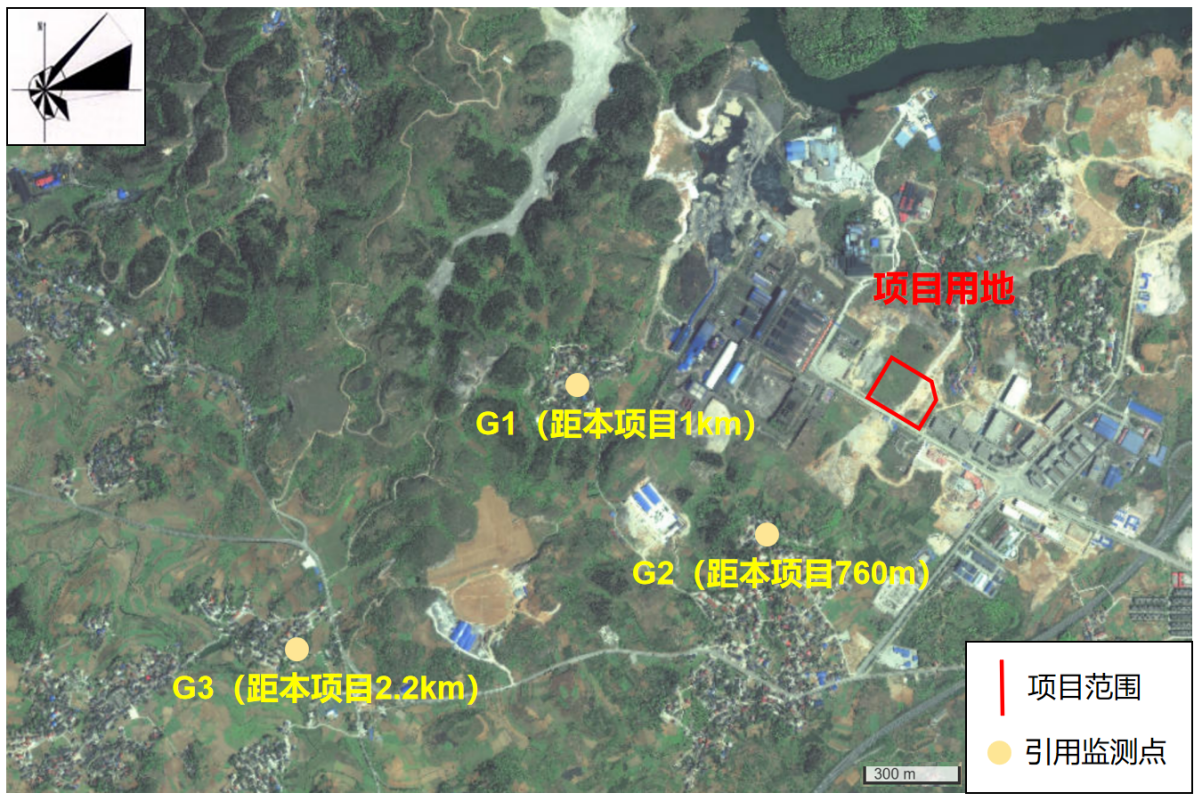 N
项目用地
G1（距本项目1km）
G2（距本项目760m）
G3（距本项目2.2km）
项目范围
引用监测点
300 m